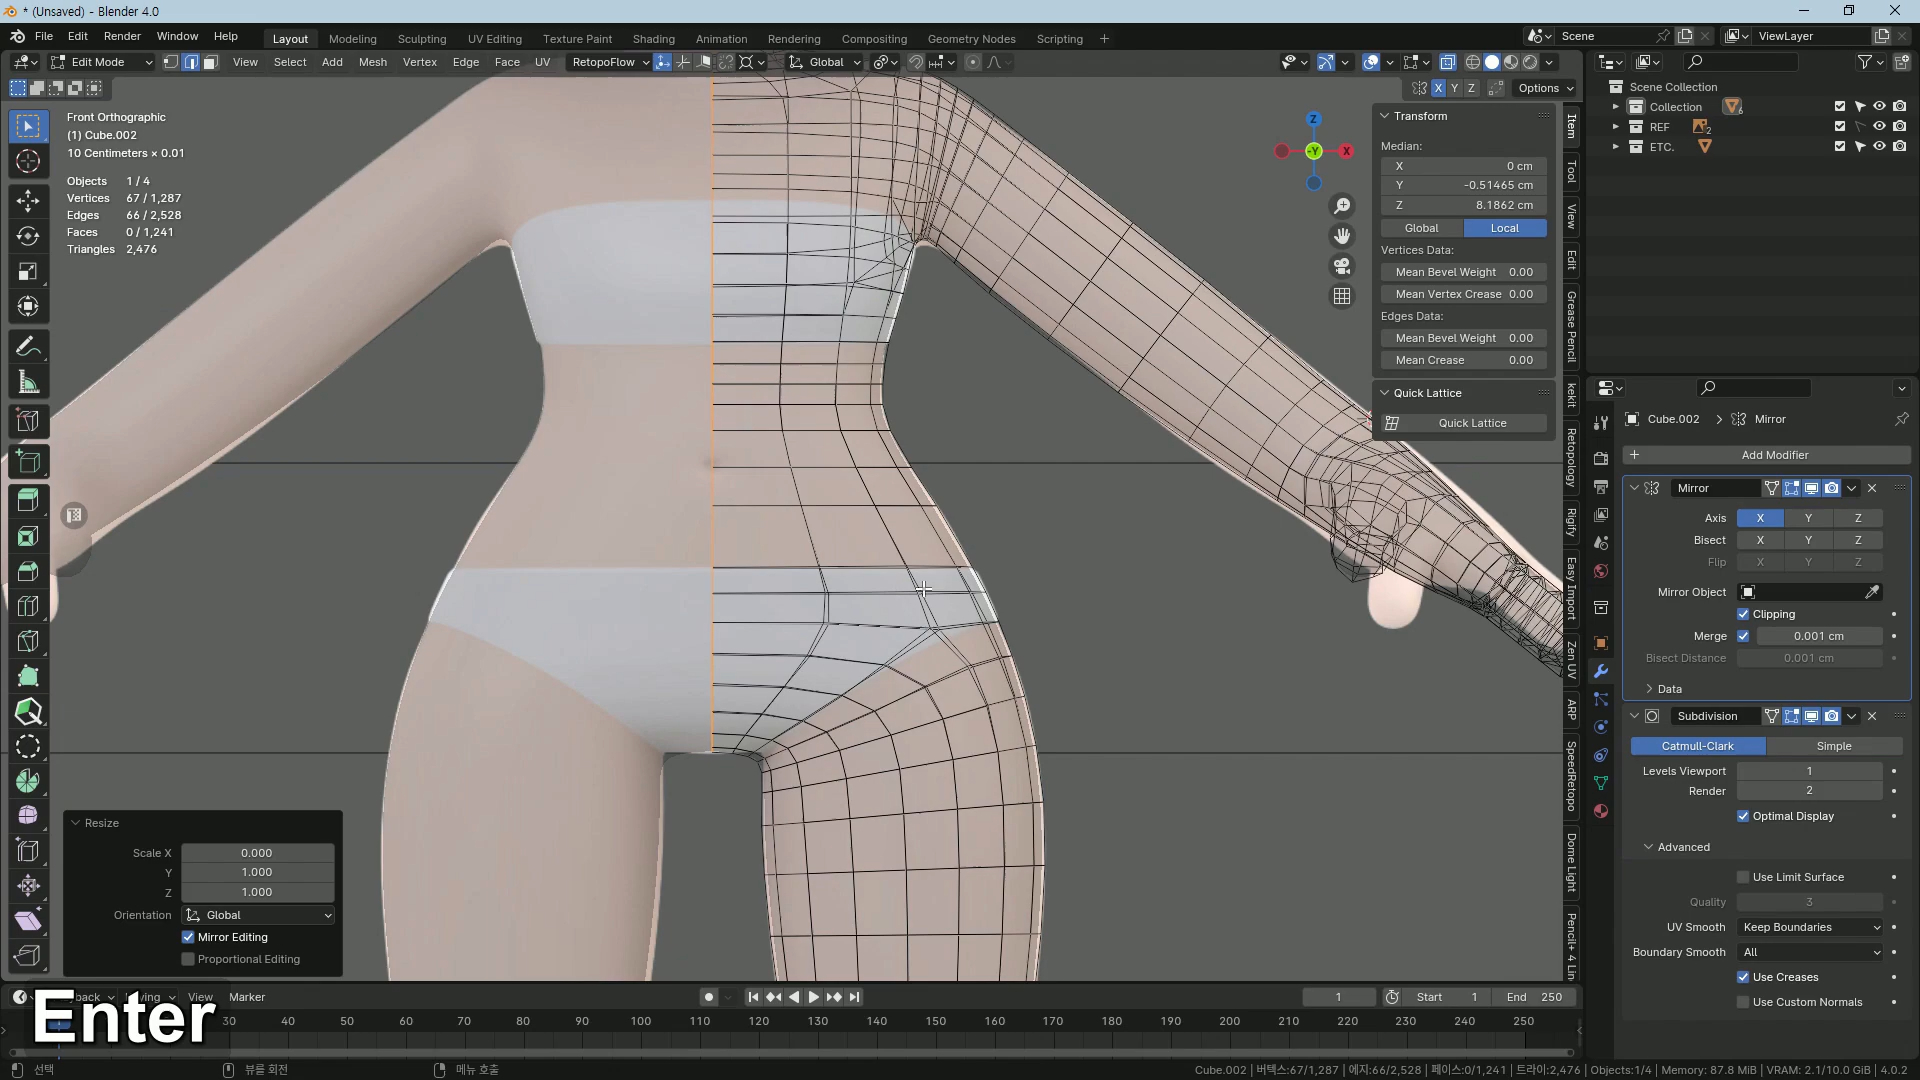 * (Unsaved) - Blender 4.0
File Edit Render Window Help Layout Modeling Sculpting UV Editing Texture Paint Shading Animation Rendering Compositing Geometry Nodes Scripting + Scene ViewLayer
Edit Mode View Select Add Mesh Vertex Edge Face UV RetopoFlow Global
X Y Z Options
Front Orthographic
(1) Cube.002
10 Centimeters × 0.01
Objects 1 / 4
Vertices 67 / 1,287
Edges 66 / 2,528
Faces 0 / 1,241
Triangles 2,476
Z
X
-Y
Transform
Median:
X 0 cm
Y -0.51465 cm
Z 8.1862 cm
Global Local
Vertices Data:
Mean Bevel Weight 0.00
Mean Vertex Crease 0.00
Edges Data:
Mean Bevel Weight 0.00
Mean Crease 0.00
Quick Lattice
Quick Lattice
Item
Tool
View
Edit
Grease Pencil
kekit
Retopology
Rigify
Easy Import
Zen UV
ARP
SpeedRetopo
Dome Light
Pencil+ 4 Lin
Scene Collection
Collection 6
REF 2
ETC.
Cube.002 > Mirror
Add Modifier
Mirror
Axis X Y Z
Bisect X Y Z
Flip X Y Z
Mirror Object
Clipping
Merge 0.001 cm
Bisect Distance 0.001 cm
Data
Subdivision
Catmull-Clark Simple
Levels Viewport 1
Render 2
Optimal Display
Advanced
Use Limit Surface
Quality 3
UV Smooth Keep Boundaries
Boundary Smooth All
Use Creases
Use Custom Normals
Resize
Scale X 0.000
Y 1.000
Z 1.000
Orientation Global
Mirror Editing
Proportional Editing
View Marker 1 Start 1 End 250
Enter
30 40 50 60 70 80 90 100 110 120 130 140 150 160 170 180 190 200 210 220 230 240 250
선택 뷰를 회전 메뉴 호출 Cube.002 | 버텍스:67/1,287 | 에지:66/2,528 | 페이스:0/1,241 | 트라이:2,476 | Objects:1/4 | Memory: 87.8 MiB | VRAM: 2.1/10.0 GiB | 4.0.2